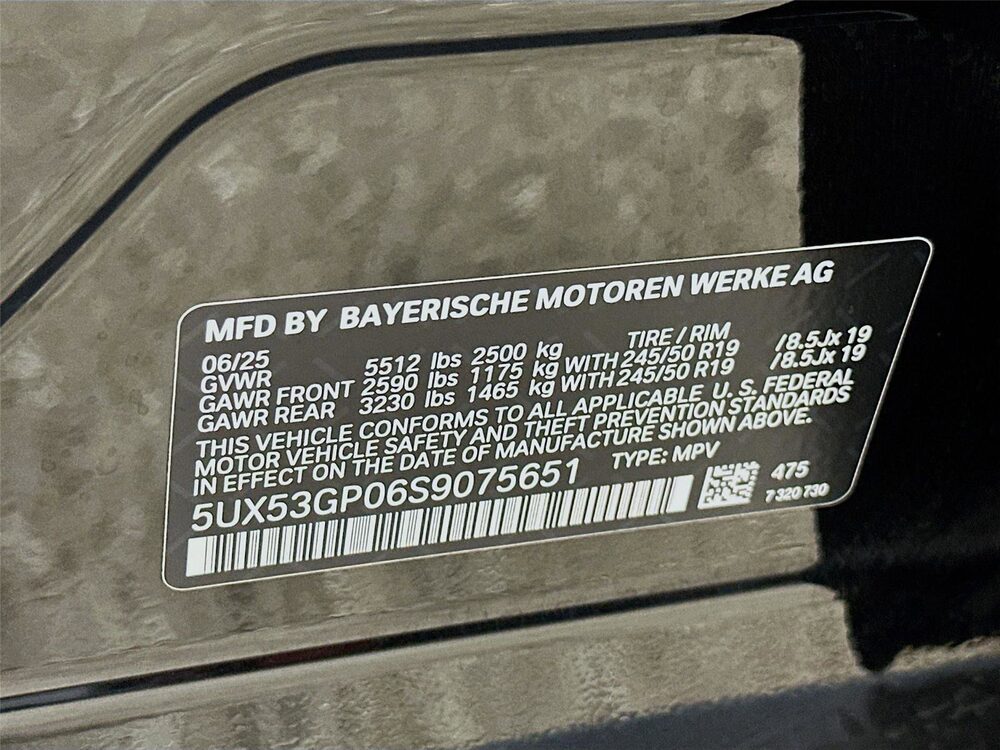 MFD BY BAYERISCHE MOTOREN WERKE AG
06/25 TIRE / RIM
GVWR 5512 lbs 2500 kg
GAWR FRONT 2590 lbs 1175 kg WITH 245/50 R19 /8.5Jx 19
GAWR REAR 3230 lbs 1465 kg WITH 245/50 R19 /8.5Jx 19
THIS VEHICLE CONFORMS TO ALL APPLICABLE U. S. FEDERAL
MOTOR VEHICLE SAFETY AND THEFT PREVENTION STANDARDS
IN EFFECT ON THE DATE OF MANUFACTURE SHOWN ABOVE.
5UX53GP06S9075651 TYPE: MPV
475
7 320 730